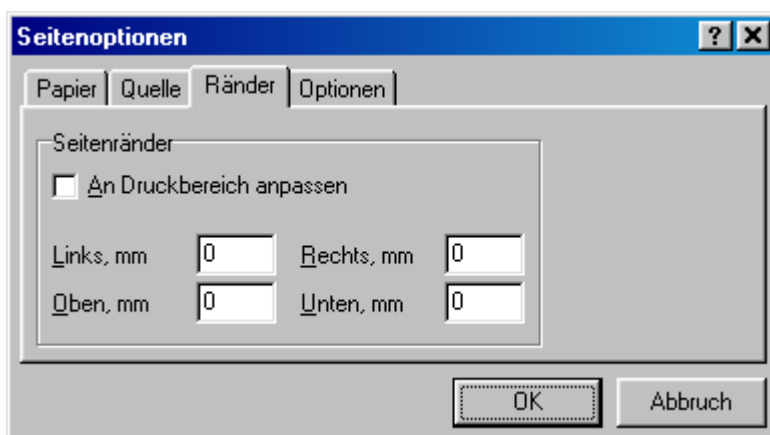 Seitenoptionen
Papier Quelle Ränder Optionen
Seitenränder
An Druckbereich anpassen
Links, mm 0 Rechts, mm 0
Oben, mm 0 Unten, mm 0
OK Abbruch